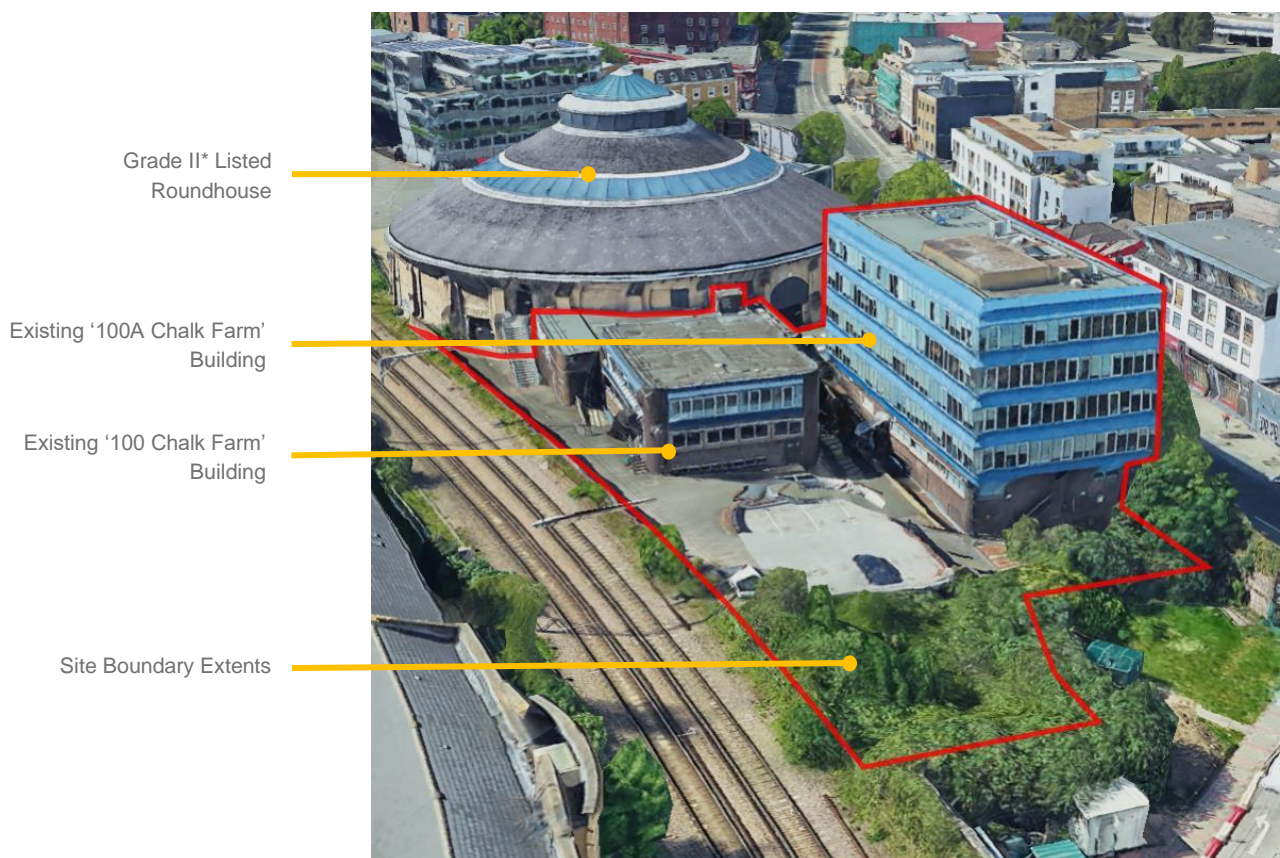 Grade II* Listed
Roundhouse
Existing ‘100A Chalk Farm’
Building
Existing ‘100 Chalk Farm’
Building
Site Boundary Extents